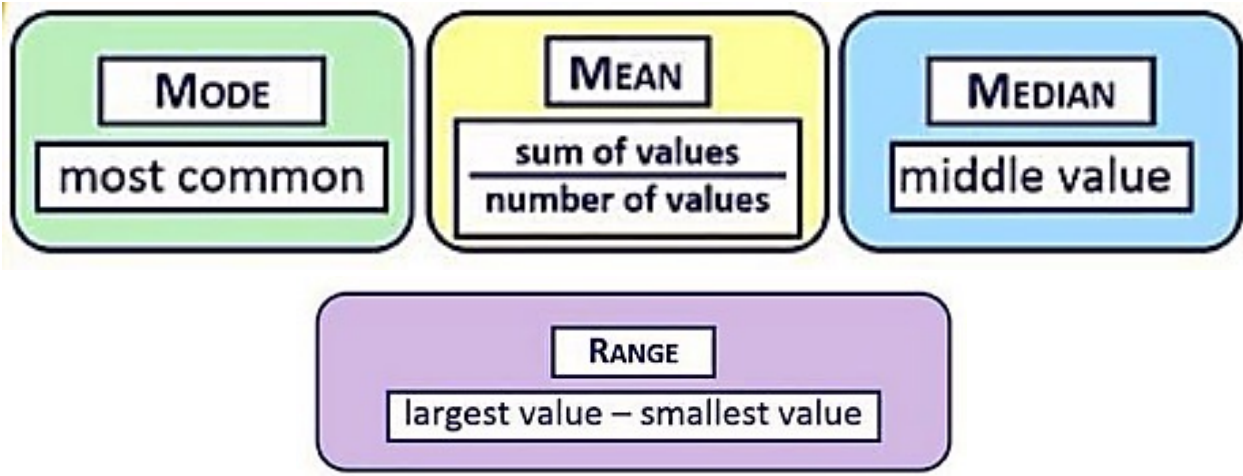 MODE
most common
MEAN
sum of values
number of values
MEDIAN
middle value
RANGE
largest value – smallest value